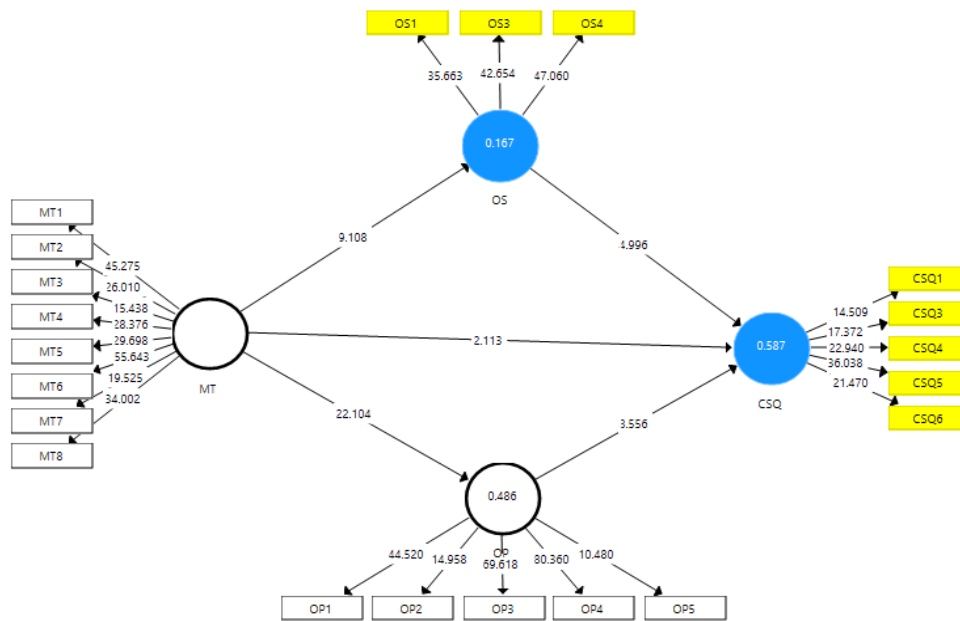 OS1
OS3
OS4
35.663
42.654
47.060
0.167
OS
MT1
MT2
MT3
MT4
MT5
MT6
MT7
MT8
45.275
26.010
15.438
28.376
29.698
55.643
19.525
34.002
MT
9.108
4.996
2.113
22.104
3.556
0.587
CSQ
14.509
17.372
22.940
36.038
21.470
CSQ1
CSQ3
CSQ4
CSQ5
CSQ6
0.486
OP
44.520
14.958
69.618
80.360
10.480
OP1
OP2
OP3
OP4
OP5